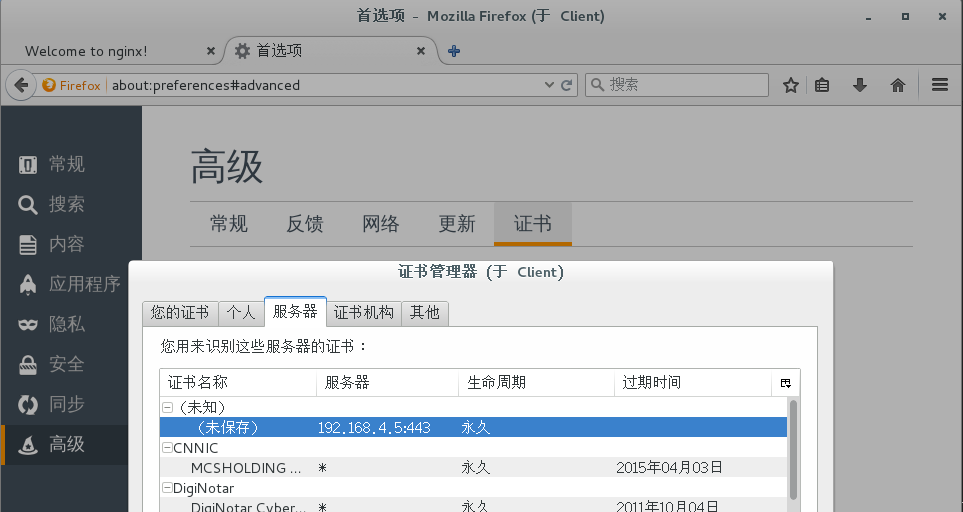 首选项 - Mozilla Firefox (于 Client)
Welcome to nginx! 首选项
Firefox about:preferences#advanced 搜索
常规
搜索
内容
应用程序
隐私
安全
同步
高级
高级
常规 反馈 网络 更新 证书
证书管理器 (于 Client)
您的证书 个人 服务器 证书机构 其他
您用来识别这些服务器的证书：
证书名称 服务器 生命周期 过期时间
（未知）
（未保存） 192.168.4.5:443 永久
CNNIC
MCSHOLDING ... * 永久 2015年04月03日
DigiNotar
DigiNotar Cyber... * 永久 2011年10月04日